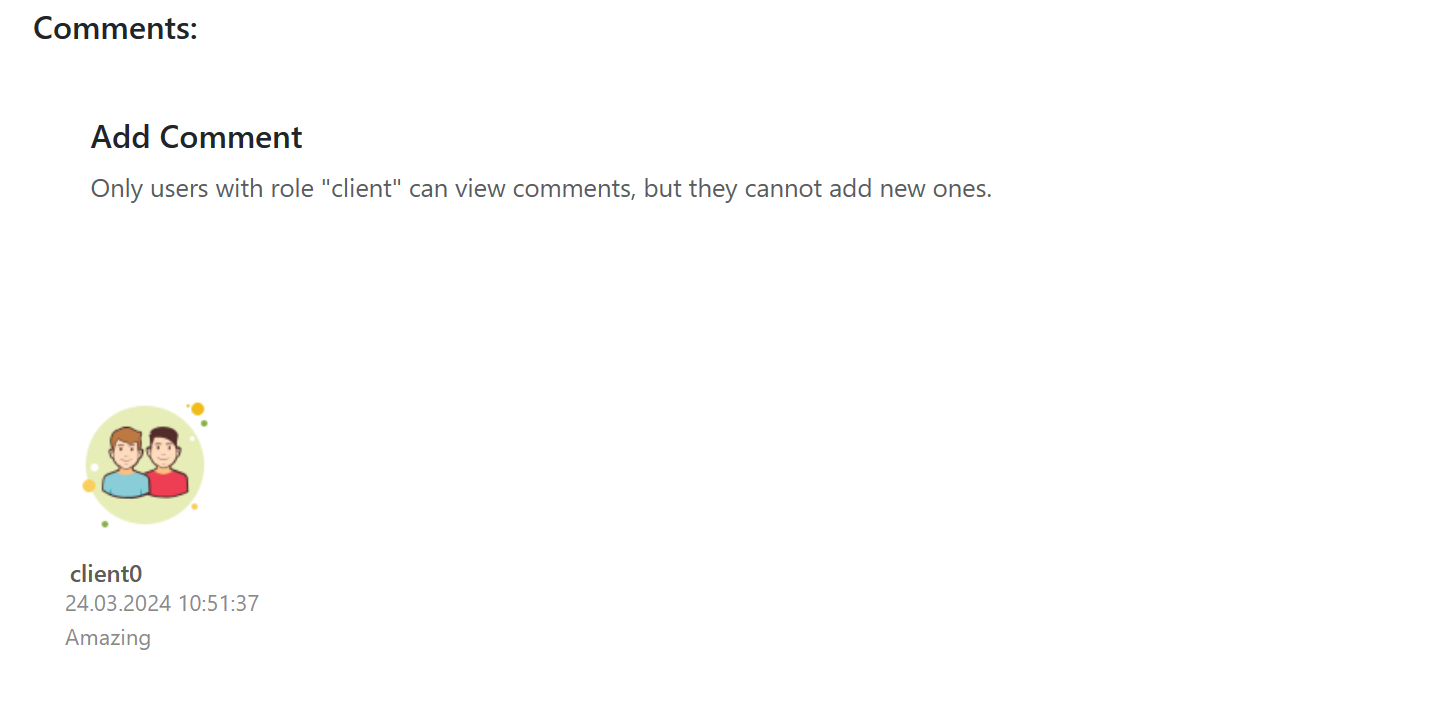 Comments:
Add Comment
Only users with role "client" can view comments, but they cannot add new ones.
client0
24.03.2024 10:51:37
Amazing